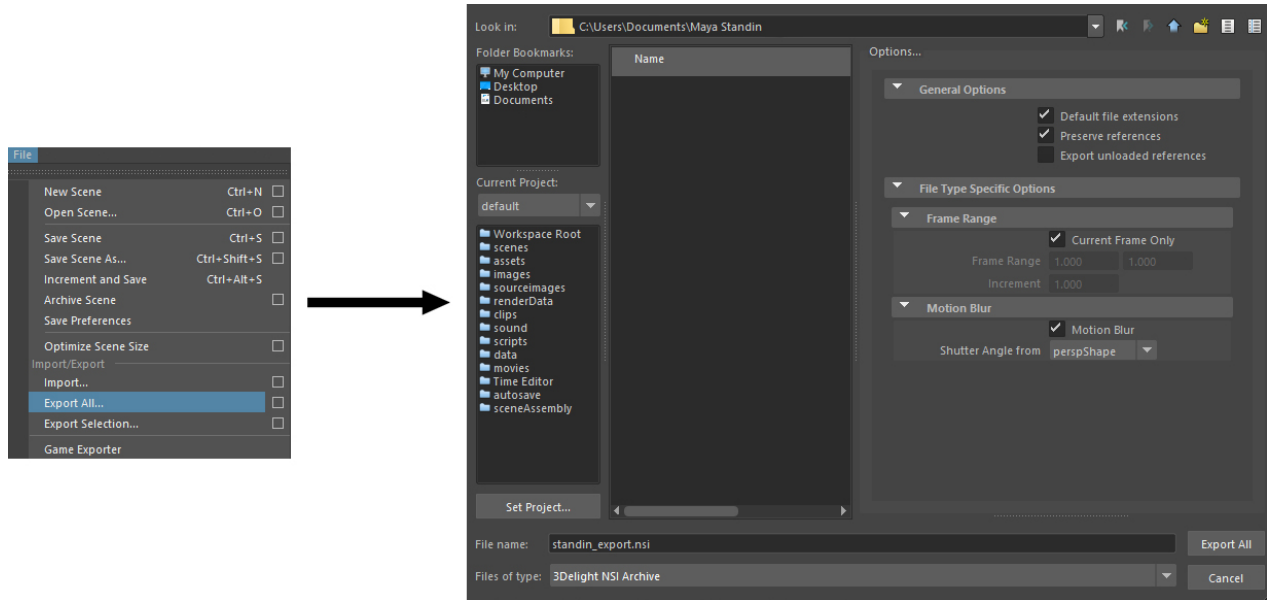 File
New Scene Ctrl+N
Open Scene... Ctrl+O
Save Scene Ctrl+S
Save Scene As... Ctrl+Shift+S
Increment and Save Ctrl+Alt+S
Archive Scene
Save Preferences
Optimize Scene Size
Import/Export
Import...
Export All...
Export Selection...
Game Exporter
Look in: C:\Users\Documents\Maya Standin
Folder Bookmarks:
My Computer
Desktop
Documents
Current Project:
default
Workspace Root
scenes
assets
images
sourceimages
renderData
clips
sound
scripts
data
movies
Time Editor
autosave
sceneAssembly
Set Project...
Name
Options...
General Options
Default file extensions
Preserve references
Export unloaded references
File Type Specific Options
Frame Range
Current Frame Only
Frame Range 1.000 1.000
Increment 1.000
Motion Blur
Motion Blur
Shutter Angle from perspShape
File name: standin_export.nsi Export All
Files of type: 3Delight NSI Archive Cancel